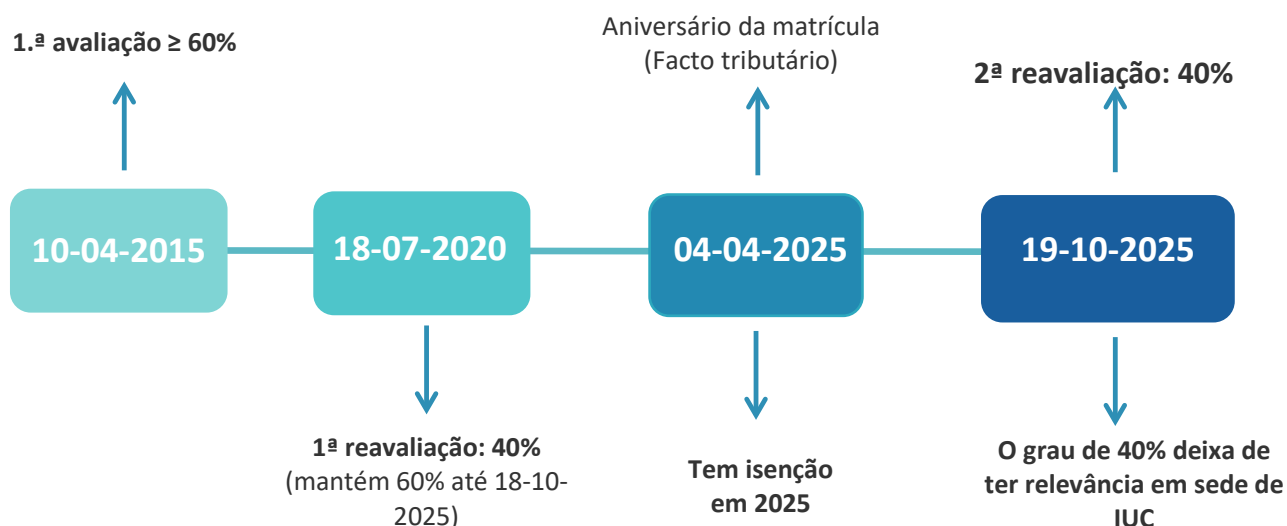 1.ª avaliação ≥ 60%
Aniversário da matrícula
(Facto tributário)
2ª reavaliação: 40%
10-04-2015
18-07-2020
04-04-2025
19-10-2025
1ª reavaliação: 40%
(mantém 60% até 18-10-
2025)
Tem isenção
em 2025
O grau de 40% deixa de
ter relevância em sede de
IUC